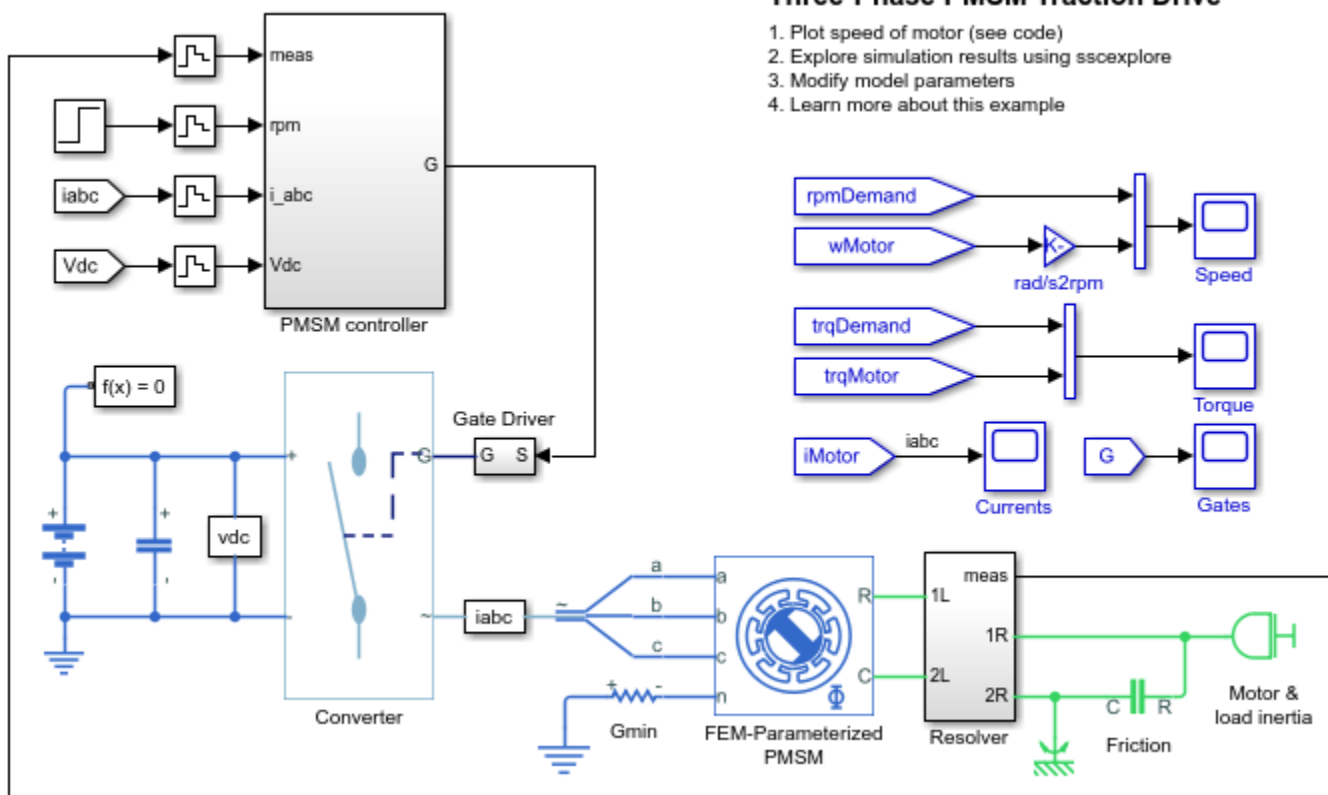 Three-Phase PMSM Traction Drive
1. Plot speed of motor (see code)
2. Explore simulation results using sscexplore
3. Modify model parameters
4. Learn more about this example
meas
rpm
iabc
i_abc
Vdc
Vdc
G
PMSM controller
rpmDemand
wMotor
K-
rad/s2rpm
Speed
trqDemand
trqMotor
Torque
iMotor
iabc
Currents
G
Gates
f(x) = 0
+
-
+
-
vdc
+
-
G
~
Converter
Gate Driver
G
S
iabc
~
a
b
c
a
b
c
n
+
-
Gmin
R
C
Φ
FEM-Parameterized
PMSM
meas
1L
1R
2L
2R
Resolver
C
R
Friction
Motor &
load inertia